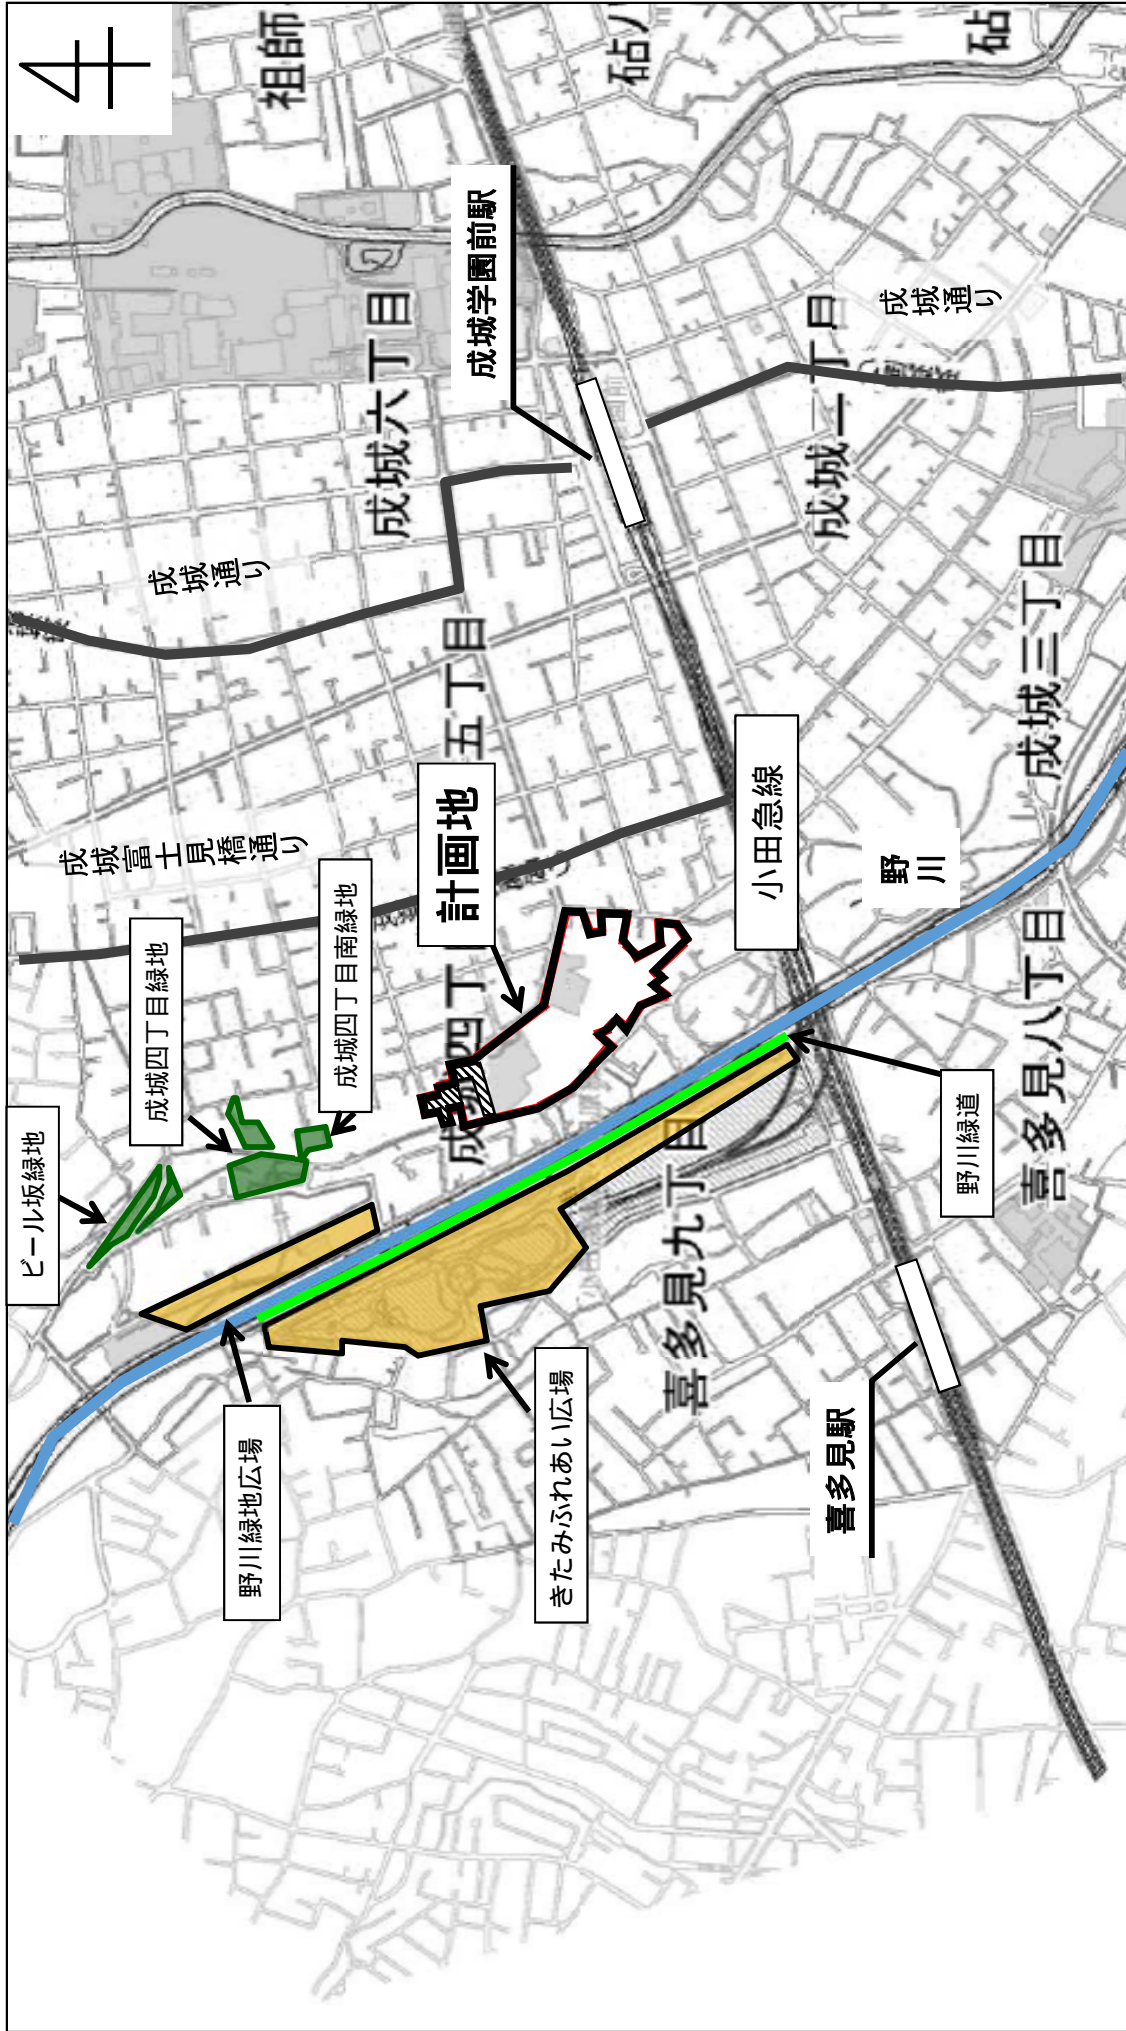 祖師
砧八
砧
成城学園前駅
成城六丁目
成城通り
成城二丁目
成城通り
成城富士見橋通り
五丁目
計画地
小田急線
成城三丁目
野川
成城四丁目緑地
成城四丁目南緑地
成城四丁
ビール坂緑地
野川緑道
喜多見八丁目
喜多見九丁目
野川緑地広場
きたみふれあい広場
喜多見駅